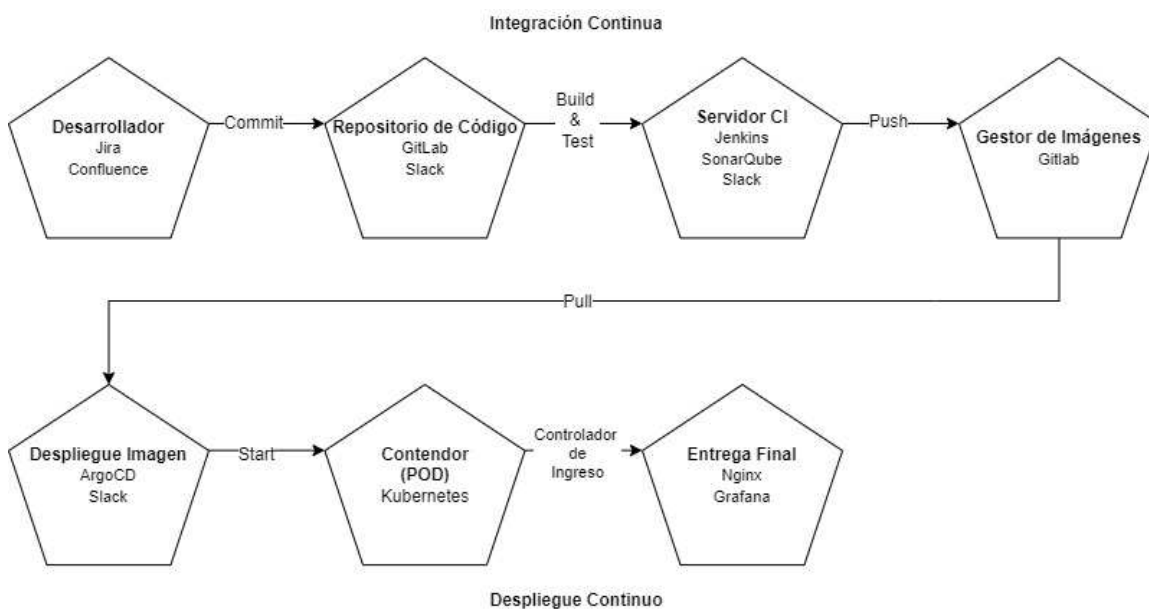 Integración Continua
Desarrollador
Jira
Confluence
Commit
Repositorio de Código
GitLab
Slack
Build
&
Test
Servidor CI
Jenkins
SonarQube
Slack
Push
Gestor de Imágenes
Gitlab
Pull
Despliegue Imagen
ArgoCD
Slack
Start
Contendor
(POD)
Kubernetes
Controlador
de
Ingreso
Entrega Final
Nginx
Grafana
Despliegue Continuo